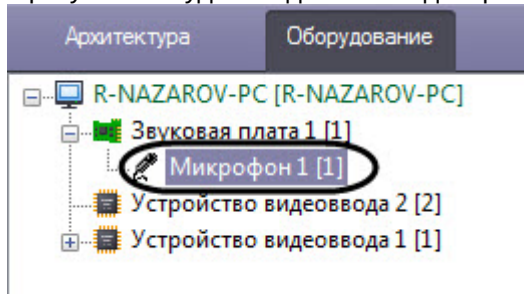 Архитектура Оборудование
R-NAZAROV-PC [R-NAZAROV-PC]
Звуковая плата 1 [1]
Микрофон 1 [1]
Устройство видеоввода 2 [2]
Устройство видеоввода 1 [1]